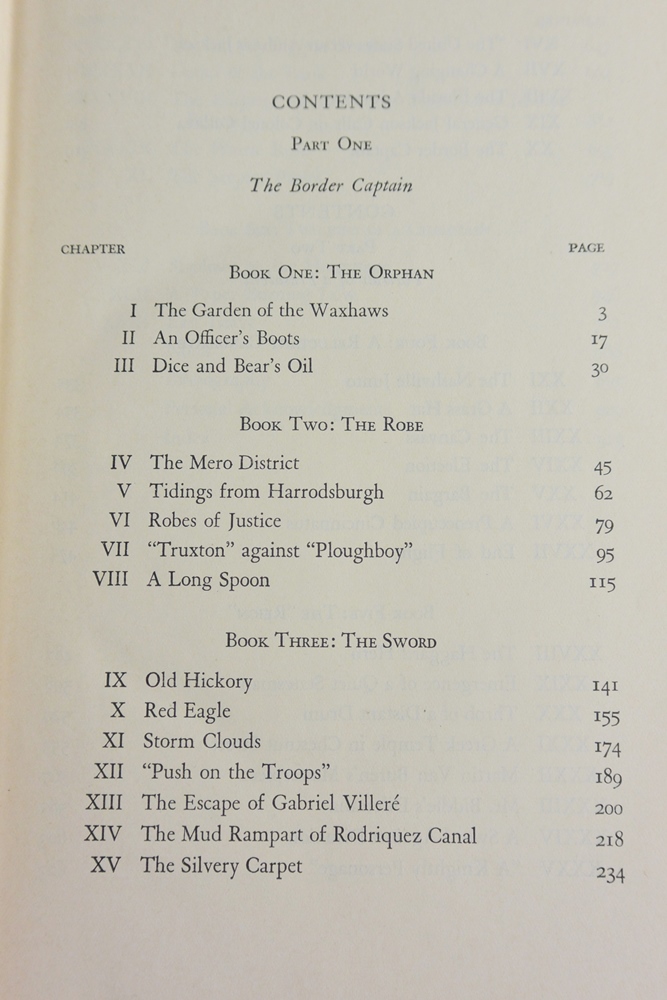 CONTENTS
PART ONE
The Border Captain
CHAPTER PAGE
BOOK ONE: THE ORPHAN
I The Garden of the Waxhaws 3
II An Officer's Boots 17
III Dice and Bear's Oil 30
BOOK TWO: THE ROBE
IV The Mero District 45
V Tidings from Harrodsburgh 62
VI Robes of Justice 79
VII "Truxton" against "Ploughboy" 95
VIII A Long Spoon 115
BOOK THREE: THE SWORD
IX Old Hickory 141
X Red Eagle 155
XI Storm Clouds 174
XII "Push on the Troops" 189
XIII The Escape of Gabriel Villeré 200
XIV The Mud Rampart of Rodriquez Canal 218
XV The Silvery Carpet 234